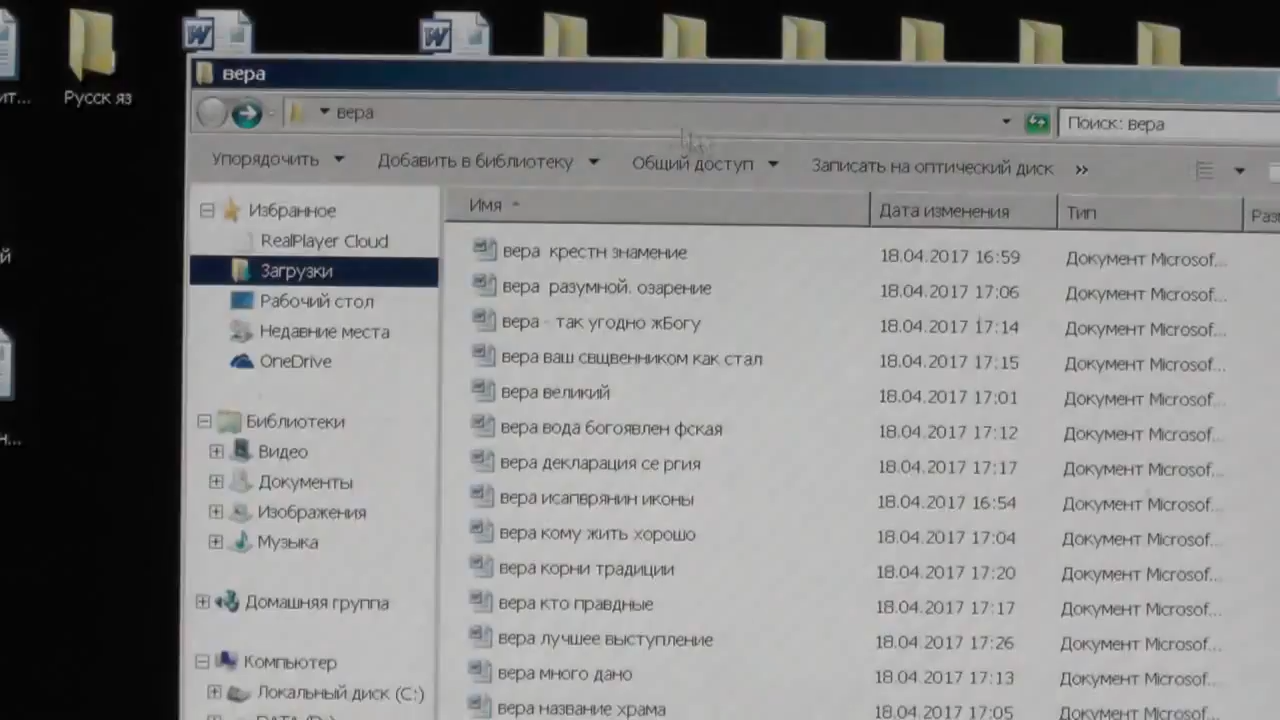 ит...
Русск яз
й
н...
вера
вера
Поиск: вера
Упорядочить Добавить в библиотеку Общий доступ Записать на оптический диск »
Избранное
RealPlayer Cloud
Загрузки
Рабочий стол
Недавние места
OneDrive
Библиотеки
Видео
Документы
Изображения
Музыка
Домашняя группа
Компьютер
Локальный диск (C:)
Имя Дата изменения Тип Раз
вера крестн знамение 18.04.2017 16:59 Документ Microsof...
вера разумной. озарение 18.04.2017 17:06 Документ Microsof...
вера - так угодно жБогу 18.04.2017 17:14 Документ Microsof...
вера ваш свщвенником как стал 18.04.2017 17:15 Документ Microsof...
вера великий 18.04.2017 17:01 Документ Microsof...
вера вода богоявлен фская 18.04.2017 17:12 Документ Microsof...
вера декларация се ргия 18.04.2017 17:17 Документ Microsof...
вера исапврянин иконы 18.04.2017 16:54 Документ Microsof...
вера кому жить хорошо 18.04.2017 17:04 Документ Microsof...
вера корни традиции 18.04.2017 17:20 Документ Microsof...
вера кто правдные 18.04.2017 17:17 Документ Microsof...
вера лучшее выступление 18.04.2017 17:26 Документ Microsof...
вера много дано 18.04.2017 17:13 Документ Microsof...
вера название храма 18.04.2017 17:05 Документ Microsof...